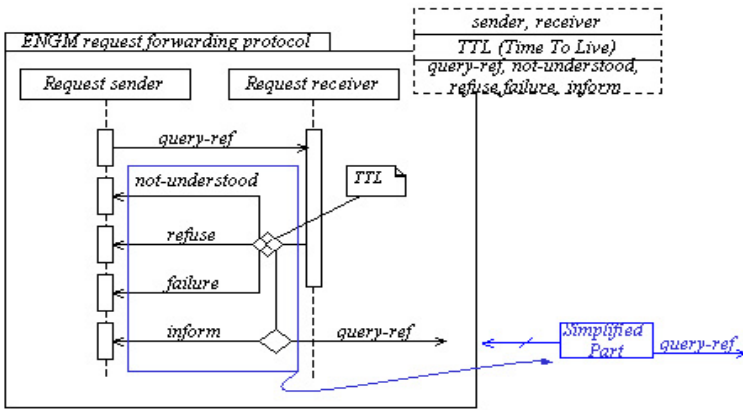 sender, receiver
ENGM request forwarding protocol
TTL (Time To Live)
query-ref, not-understood,
refuse,failure, inform
Request sender
Request receiver
query-ref
not-understood
TTL
refuse
failure
inform
query-ref
Simplified
Part
query-ref